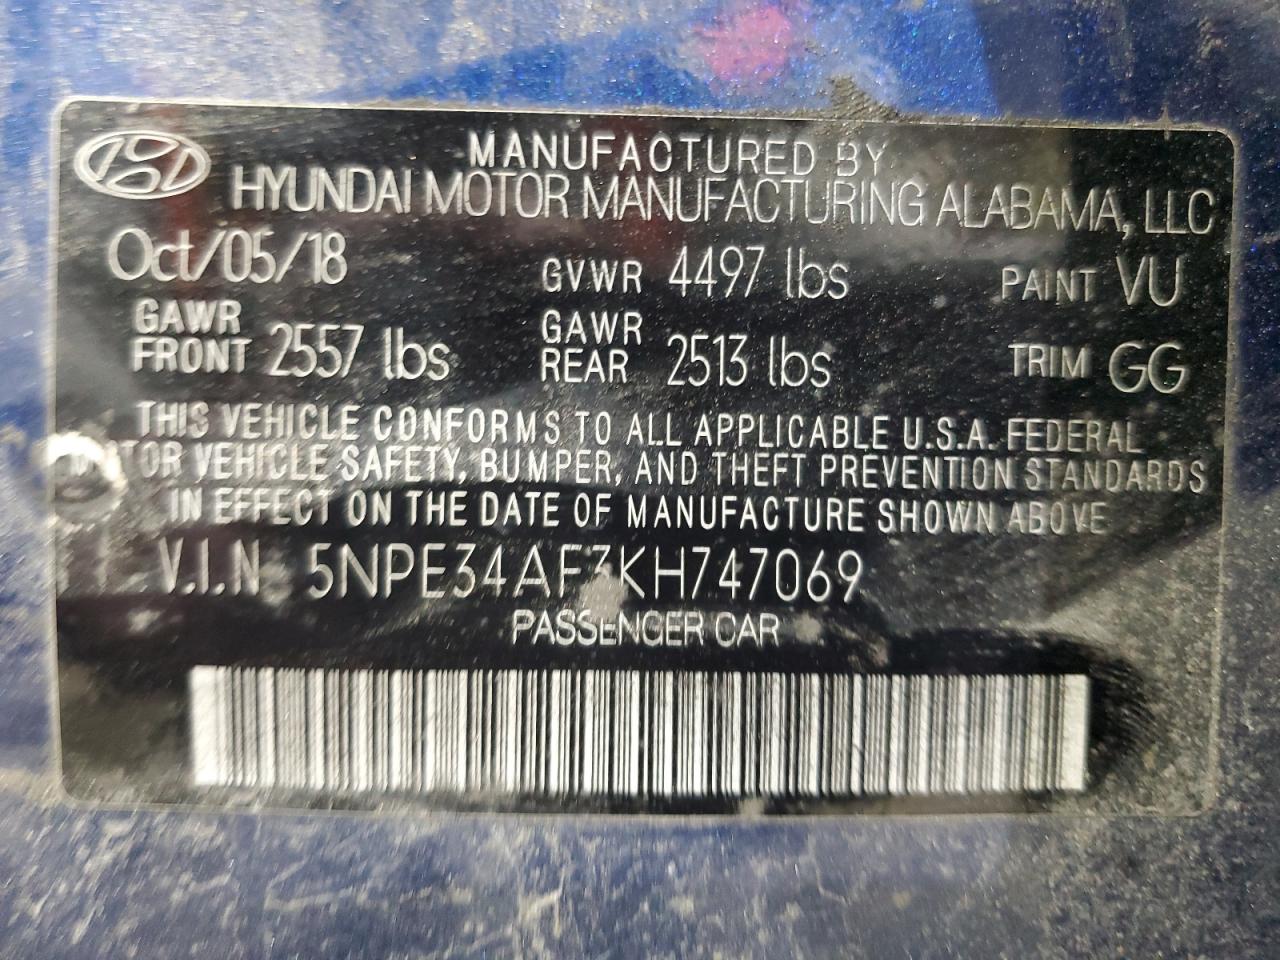 MANUFACTURED BY
HYUNDAI MOTOR MANUFACTURING ALABAMA, LLC
Oct/05/18 GVWR 4497 lbs PAINT VU
GAWR FRONT 2557 lbs GAWR REAR 2513 lbs TRIM GG
THIS VEHICLE CONFORMS TO ALL APPLICABLE U.S.A. FEDERAL
MOTOR VEHICLE SAFETY, BUMPER, AND THEFT PREVENTION STANDARDS
IN EFFECT ON THE DATE OF MANUFACTURE SHOWN ABOVE
V.I.N 5NPE34AF3KH747069
PASSENGER CAR